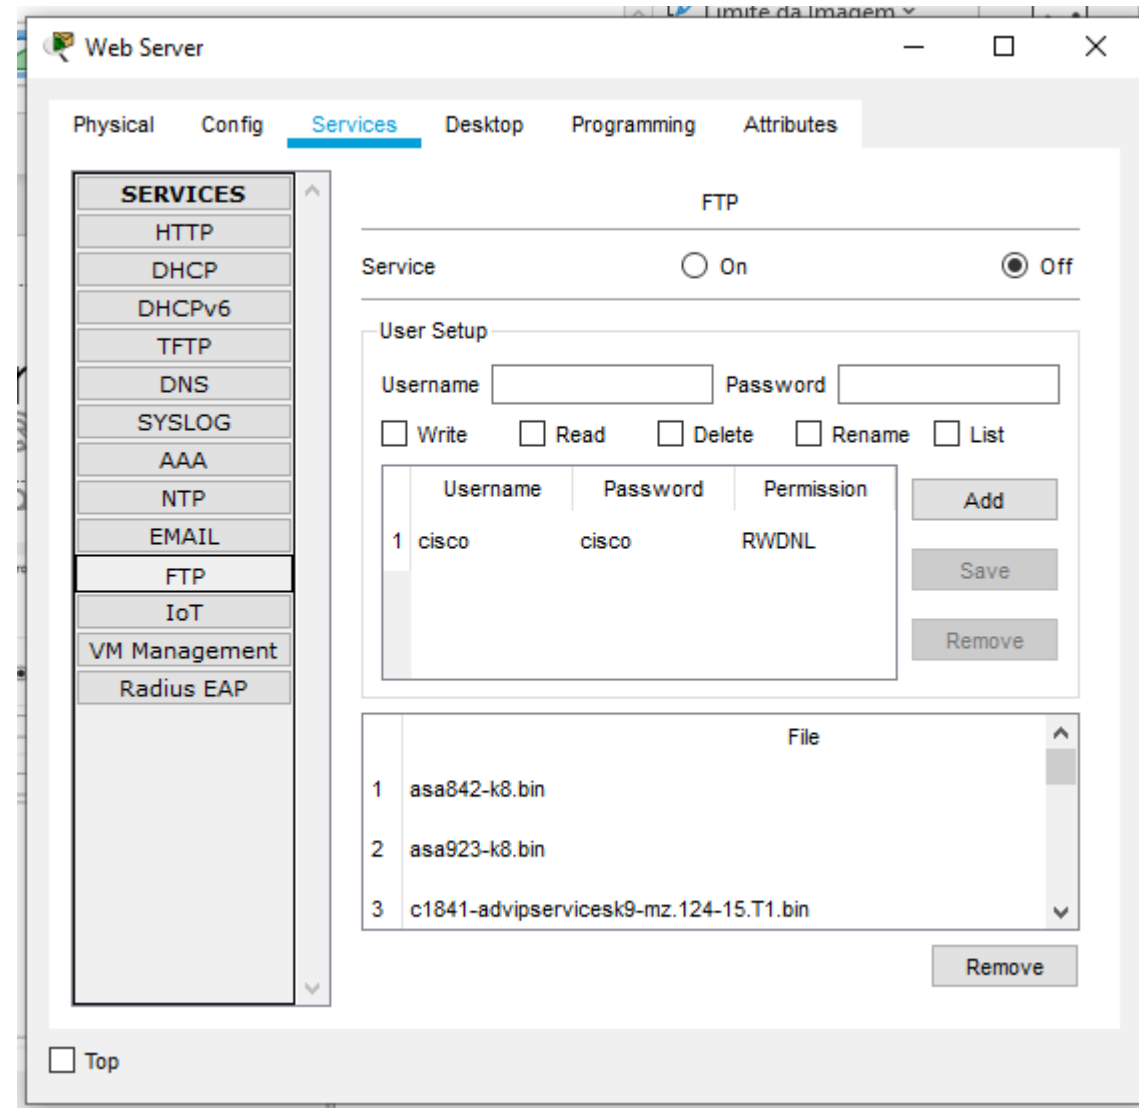 Limite da Imagem
Web Server
Physical Config Services Desktop Programming Attributes
SERVICES
HTTP
DHCP
DHCPv6
TFTP
DNS
SYSLOG
AAA
NTP
EMAIL
FTP
IoT
VM Management
Radius EAP
FTP
Service On Off
User Setup
Username Password
Write Read Delete Rename List
Username Password Permission
1 cisco cisco RWDNL
Add
Save
Remove
File
1 asa842-k8.bin
2 asa923-k8.bin
3 c1841-advipservicesk9-mz.124-15.T1.bin
Remove
Top